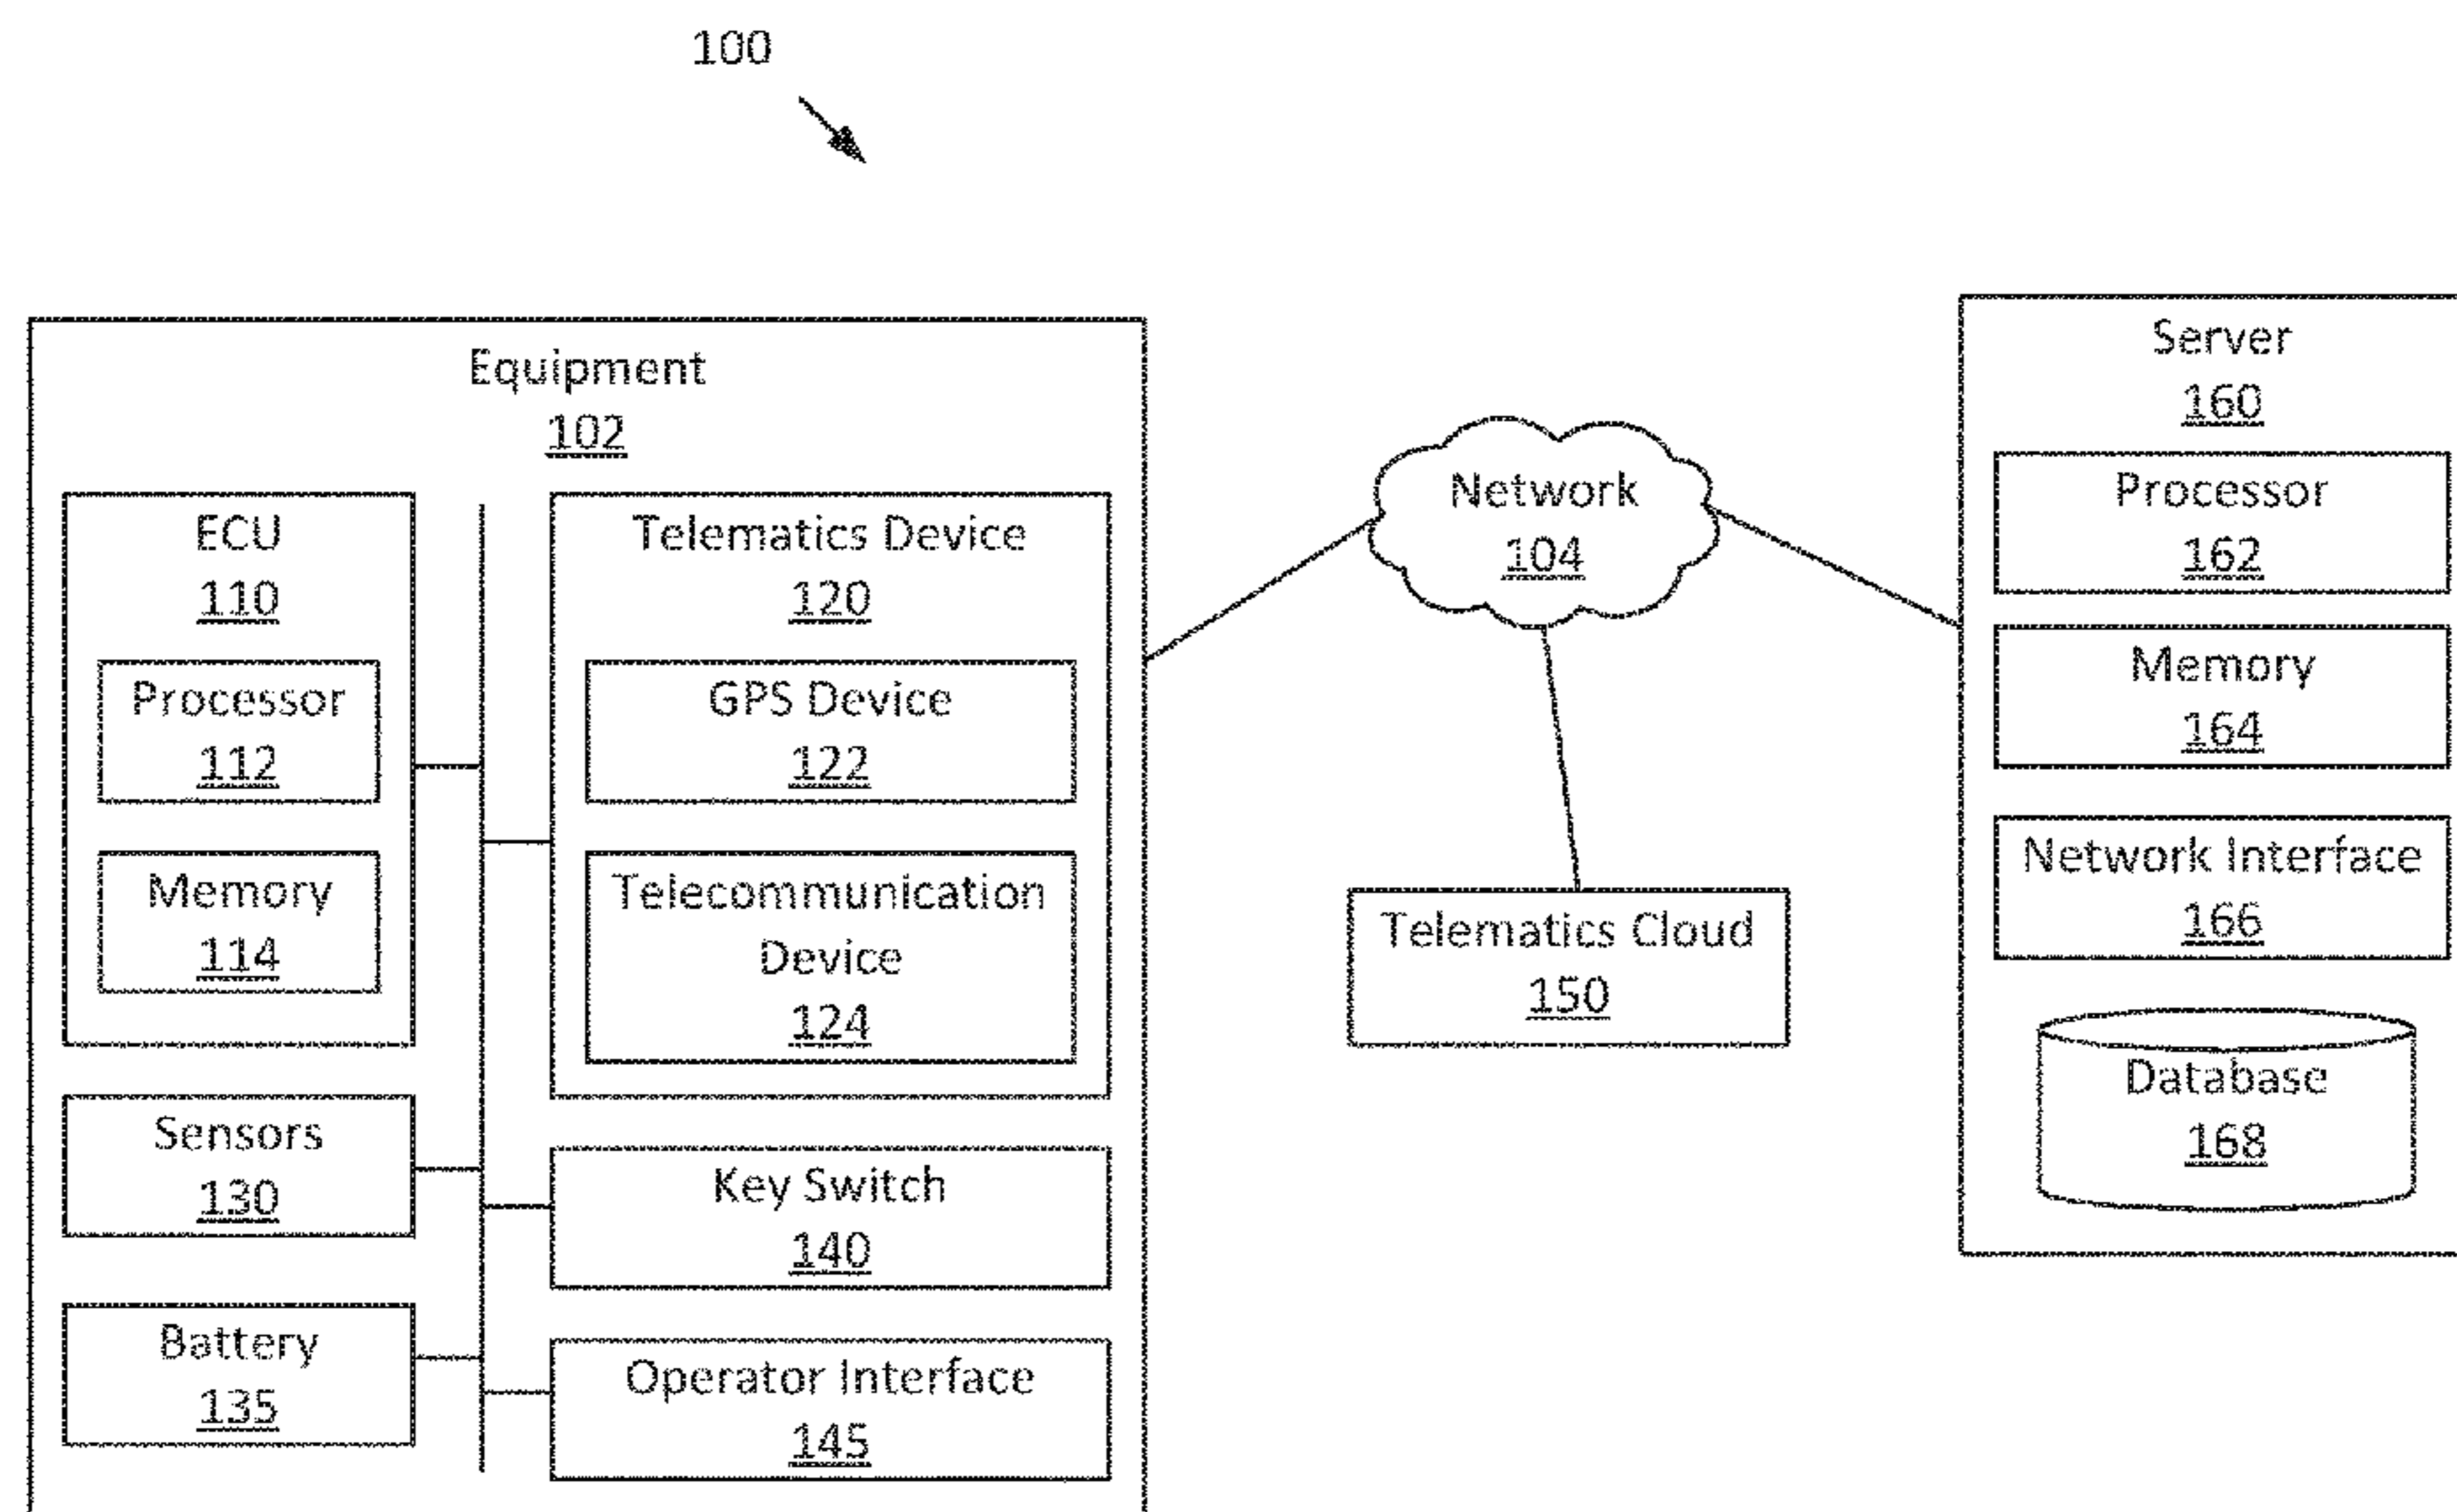 100
Equipment
102
ECU
110
Processor
112
Memory
114
Sensors
130
Battery
135
Telematics Device
120
GPS Device
122
Telecommunication
Device
124
Key Switch
140
Operator Interface
145
Network
104
Telematics Cloud
150
Server
160
Processor
162
Memory
164
Network Interface
166
Database
168